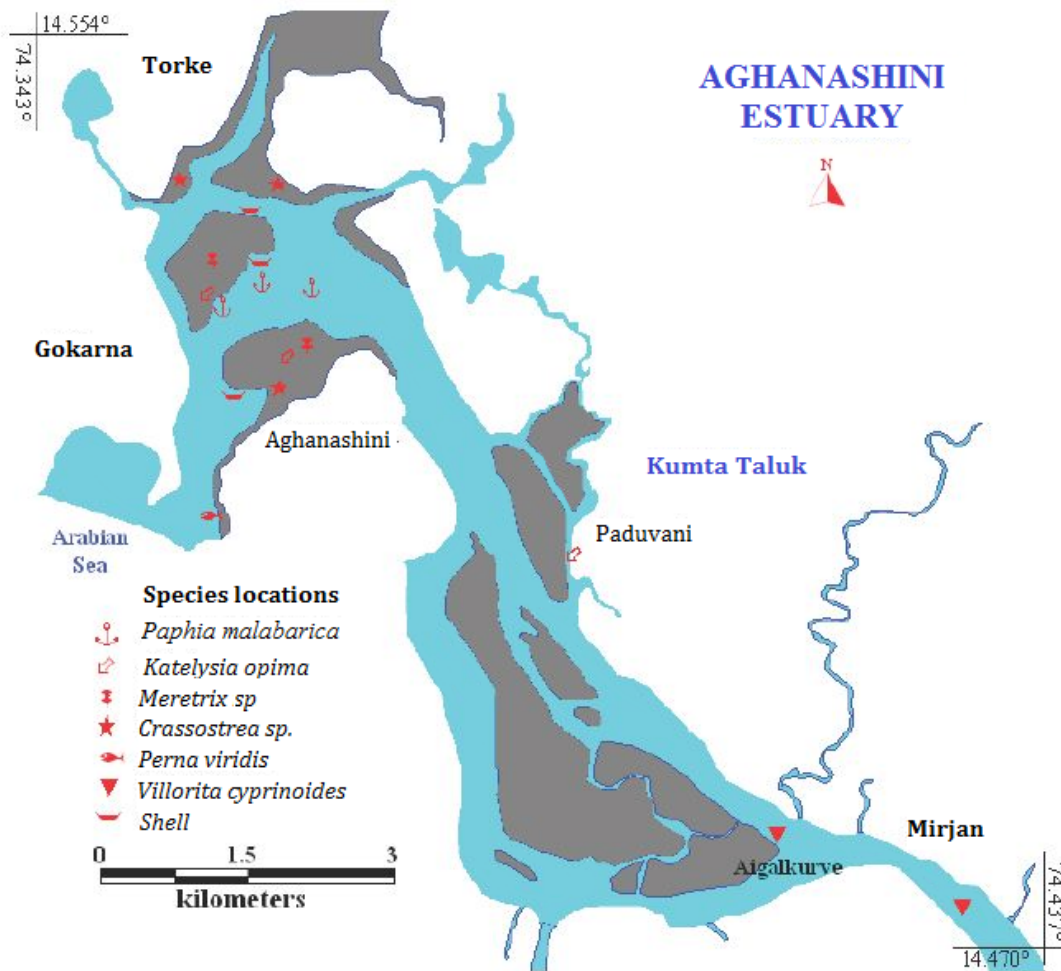 14.554°
74.343°
Torke
AGHANASHINI
ESTUARY
N
Gokarna
Aghanashini
Kumta Taluk
Paduvani
Arabian
Sea
Species locations
Paphia malabarica
Katelysia opima
Meretrix sp
Crassostrea sp.
Perna viridis
Villorita cyprinoides
Shell
0 1.5 3
kilometers
Mirjan
Aigalkurve
74.437°
14.470°